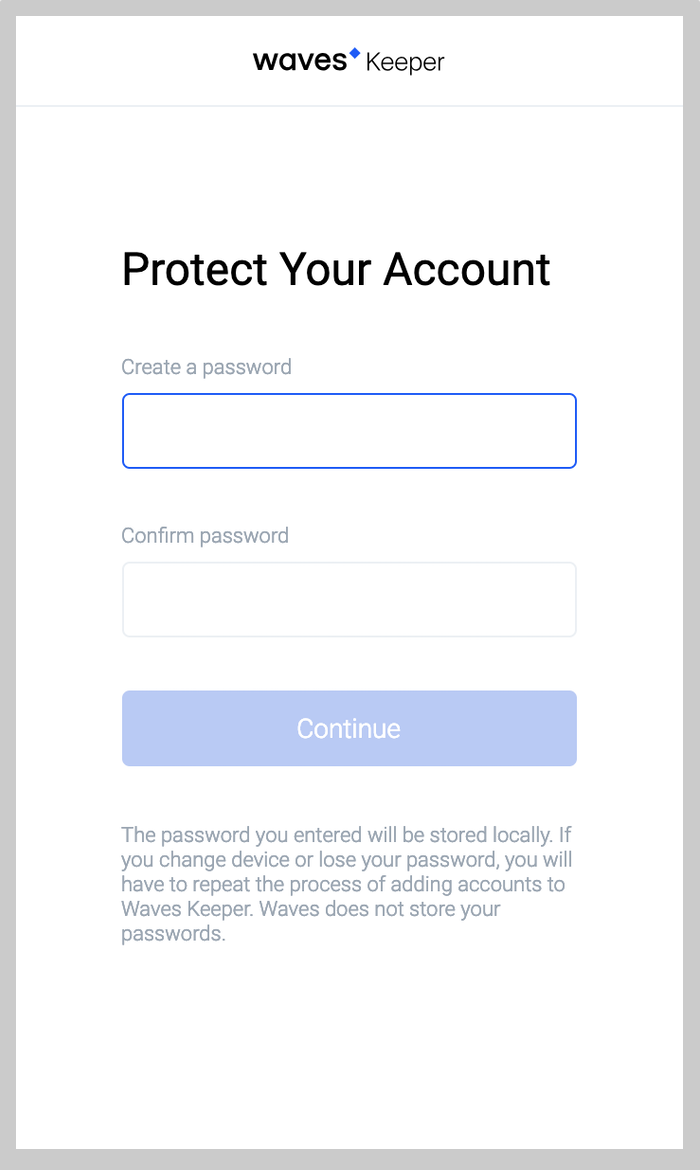 waves Keeper
Protect Your Account
Create a password
Confirm password
Continue
The password you entered will be stored locally. If
you change device or lose your password, you will
have to repeat the process of adding accounts to
Waves Keeper. Waves does not store your
passwords.